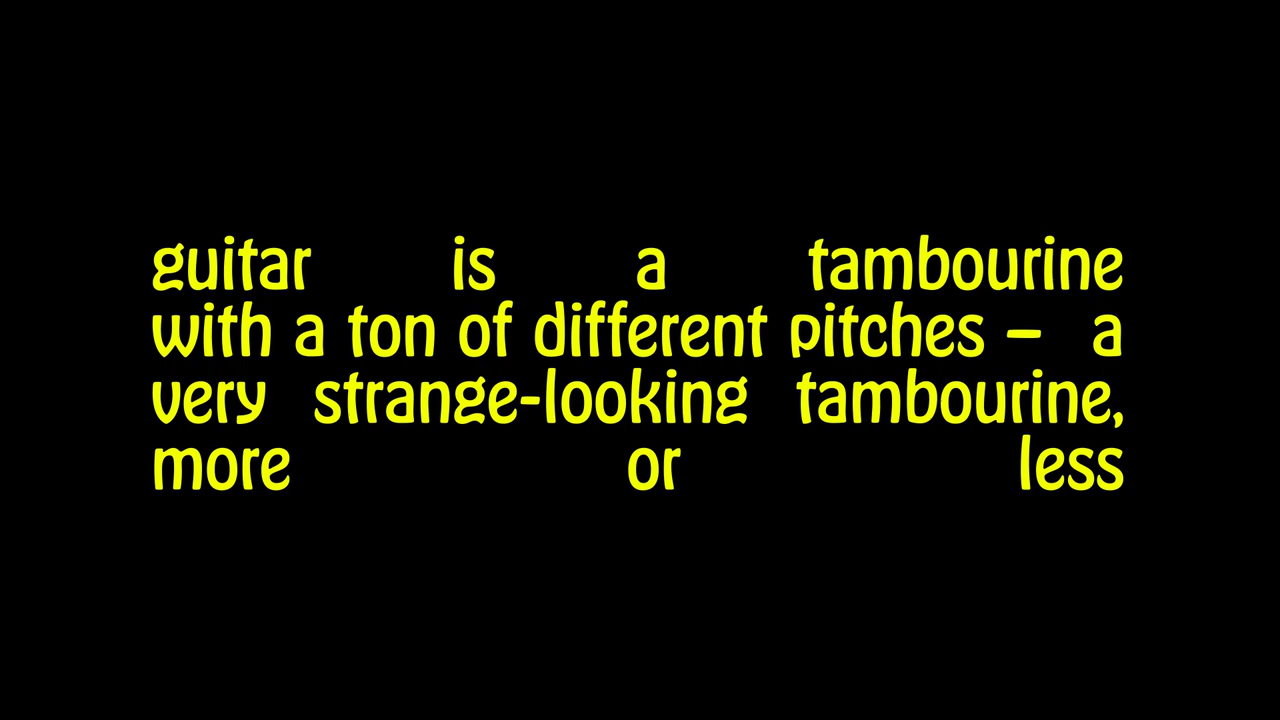 guitar is a tambourine
with a ton of different pitches – a
very strange-looking tambourine,
more or less